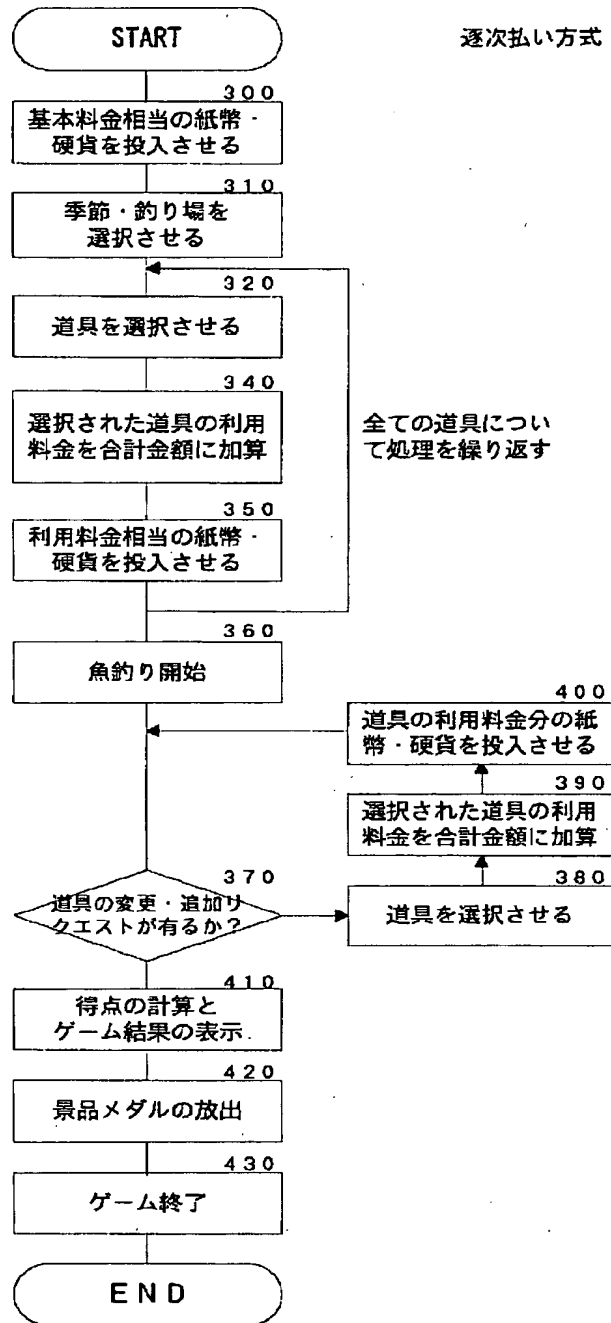 START
逐次払い方式
300
基本料金相当の紙幣・
硬貨を投入させる
310
季節・釣り場を
選択させる
320
道具を選択させる
340
選択された道具の利用
料金を合計金額に加算
全ての道具につい
て処理を繰り返す
350
利用料金相当の紙幣・
硬貨を投入させる
360
魚釣り開始
400
道具の利用料金分の紙
幣・硬貨を投入させる
390
選択された道具の利用
料金を合計金額に加算
380
道具を選択させる
370
道具の変更・追加リ
クエストが有るか？
410
得点の計算と
ゲーム結果の表示
420
景品メダルの放出
430
ゲーム終了
END